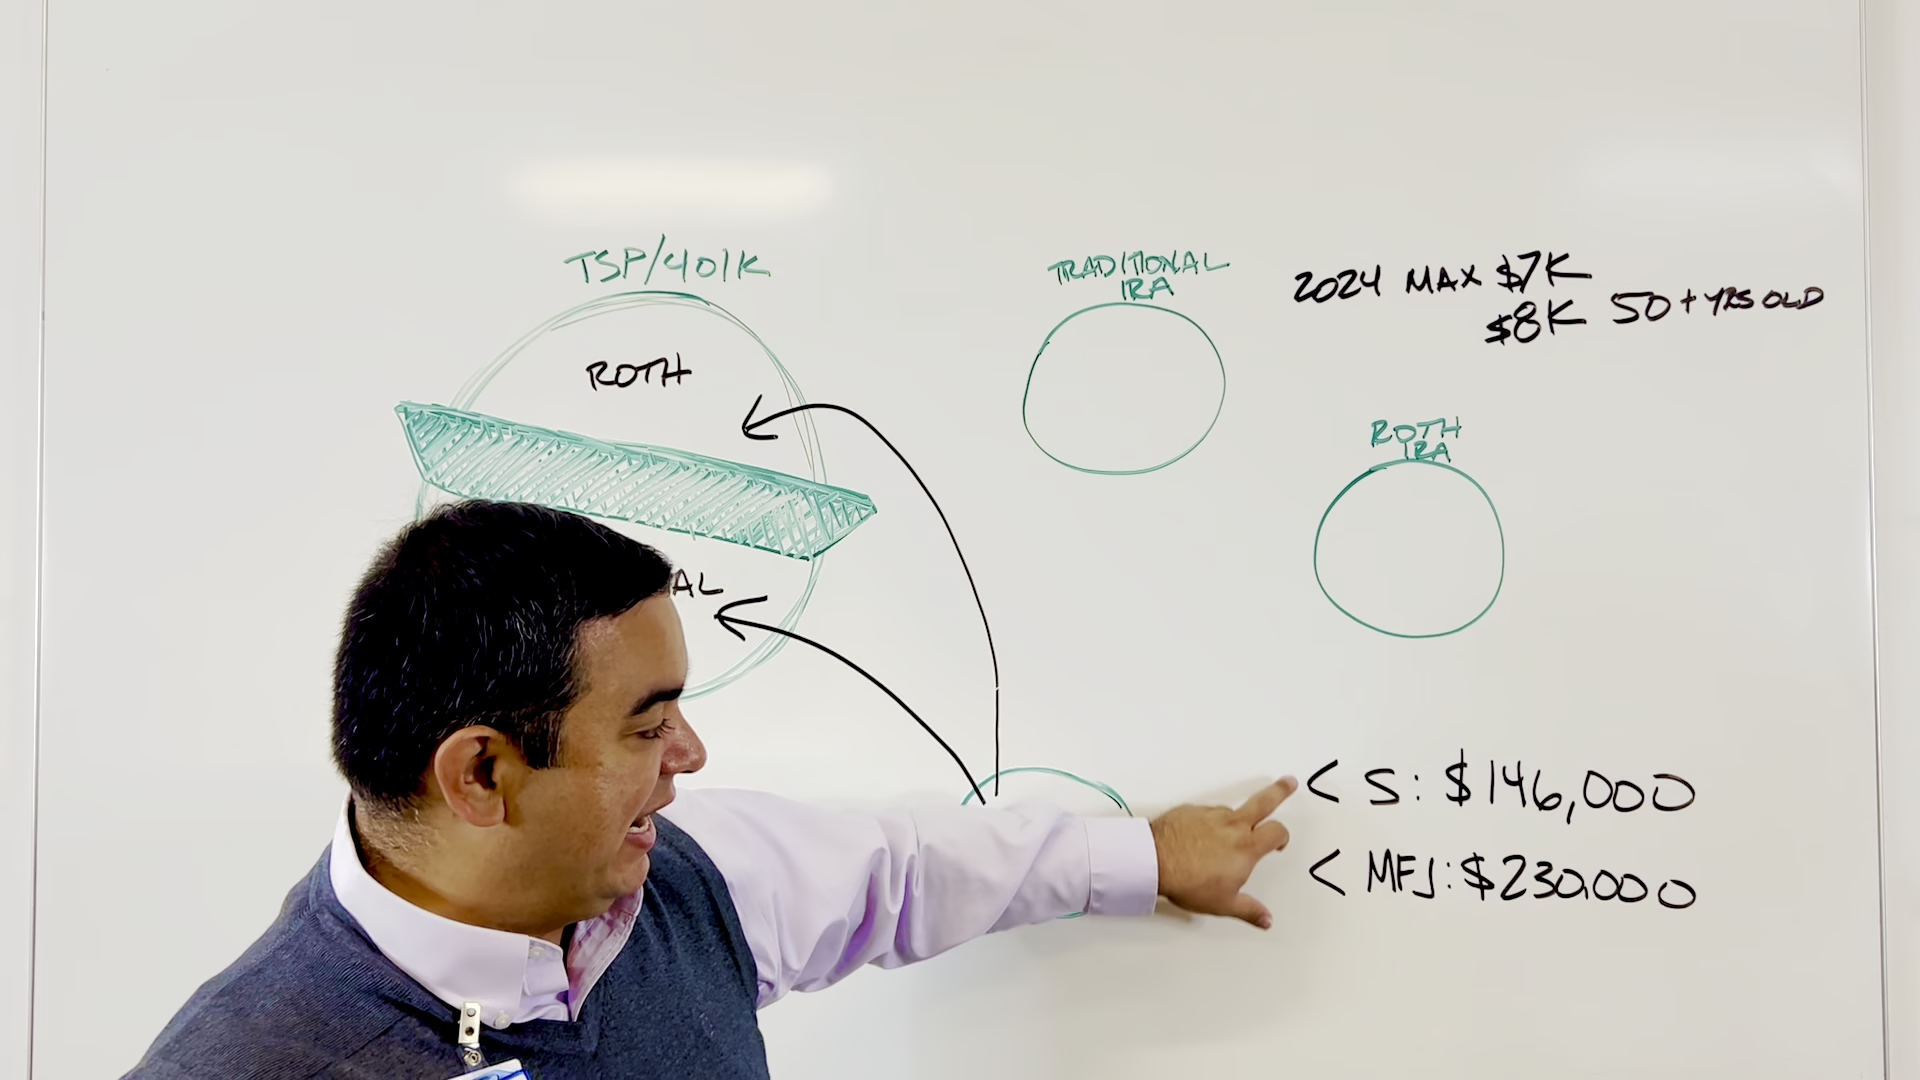 TSP/401K
ROTH
AL
TRADITIONAL
IRA
2024 MAX $7K
$8K 50+ YRS OLD
ROTH
IRA
< S: $146,000
< MFJ: $230,000